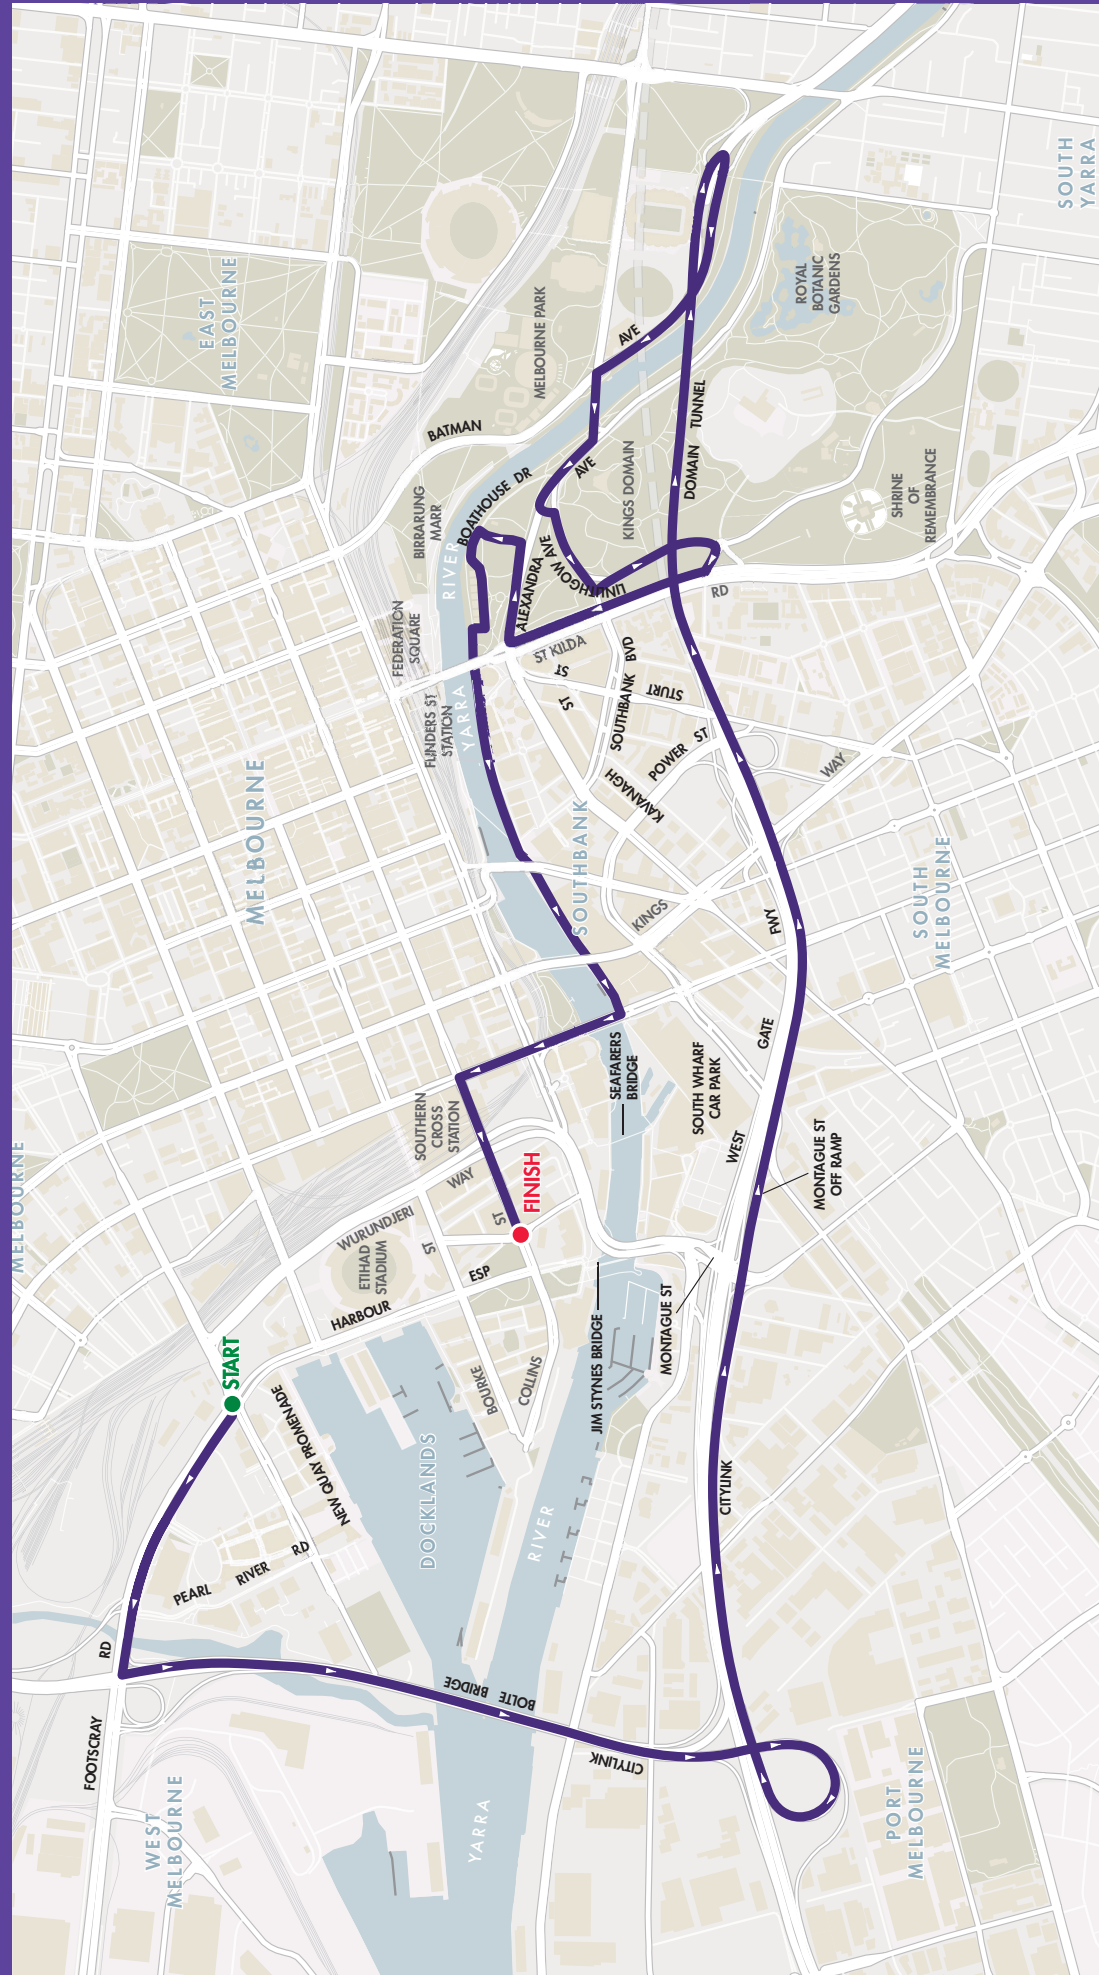 EAST
MELBOURNE
SOUTH
YARRA
ROYAL
BOTANIC
GARDENS
MELBOURNE PARK
AVE
BATMAN
BOATHOUSE DR
BIRRARUNG
MARR
RIVER
AVE
KINGS DOMAIN
DOMAIN
TUNNEL
SHRINE
OF
REMEMBRANCE
LINLITHGOW AVE
ALEXANDRA
FEDERATION
SQUARE
ST KILDA
RD
ST
ST
STURT
SOUTHBANK
BVD
FLINDERS ST
STATION
YARRA
POWER
ST
KAVANAGH
WAY
MELBOURNE
SOUTHBANK
KINGS
FWY
SOUTH
MELBOURNE
GATE
SEAFARERS
BRIDGE
SOUTH WHARF
CAR PARK
WEST
MONTAGUE ST
OFF RAMP
SOUTHERN
CROSS
STATION
WAY
WURUNDJERI
FINISH
ST
ST
ETIHAD
STADIUM
ESP
HARBOUR
MELBOURNE
START
NEW QUAY PROMENADE
BOURKE
COLLINS
JIM STYNES BRIDGE
MONTAGUE ST
DOCKLANDS
CITYLINK
RIVER
PEARL
RIVER
RD
RD
BOLTE
BRIDGE
CITYLINK
FOOTSCRAY
WEST
MELBOURNE
YARRA
PORT
MELBOURNE